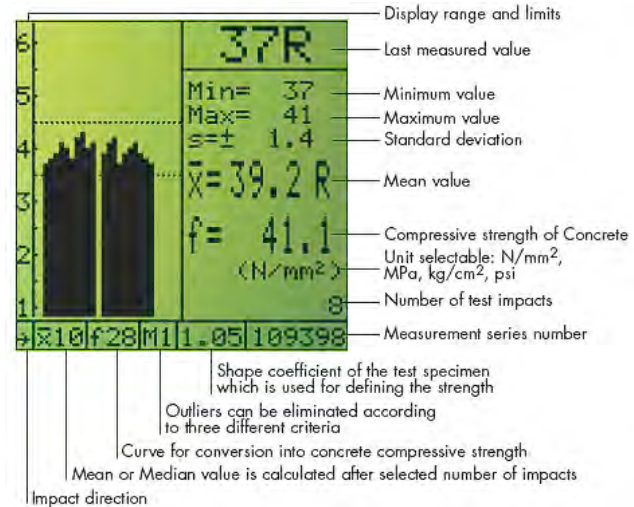 Display range and limits
6
37R
Last measured value
5
Min= 37
Minimum value
Max= 41
Maximum value
s=± 1.4
Standard deviation
4
x̄=39.2 R
Mean value
3
f= 41.1
Compressive strength of Concrete
2
(N/mm²)
Unit selectable: N/mm²,
MPa, kg/cm², psi
1
8
Number of test impacts
→ x̄10 f28 M1 1.05 109398
Measurement series number
Shape coefficient of the test specimen
which is used for defining the strength
Outliers can be eliminated according
to three different criteria
Curve for conversion into concrete compressive strength
Mean or Median value is calculated after selected number of impacts
Impact direction